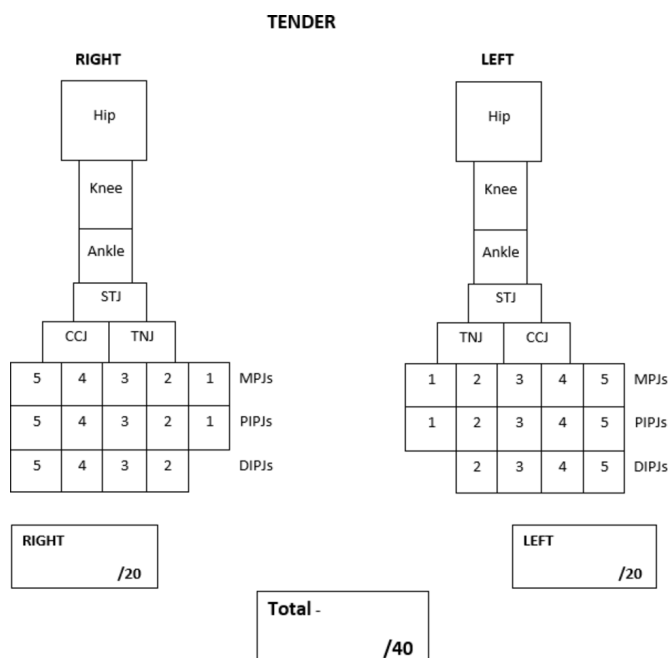 TENDER
RIGHT LEFT
Hip Hip
Knee Knee
Ankle Ankle
STJ STJ
CCJ TNJ TNJ CCJ
5 4 3 2 1 MPJs 1 2 3 4 5 MPJs
5 4 3 2 1 PIPJs 1 2 3 4 5 PIPJs
5 4 3 2 DIPJs 2 3 4 5 DIPJs
RIGHT LEFT
/20 /20
Total -
/40